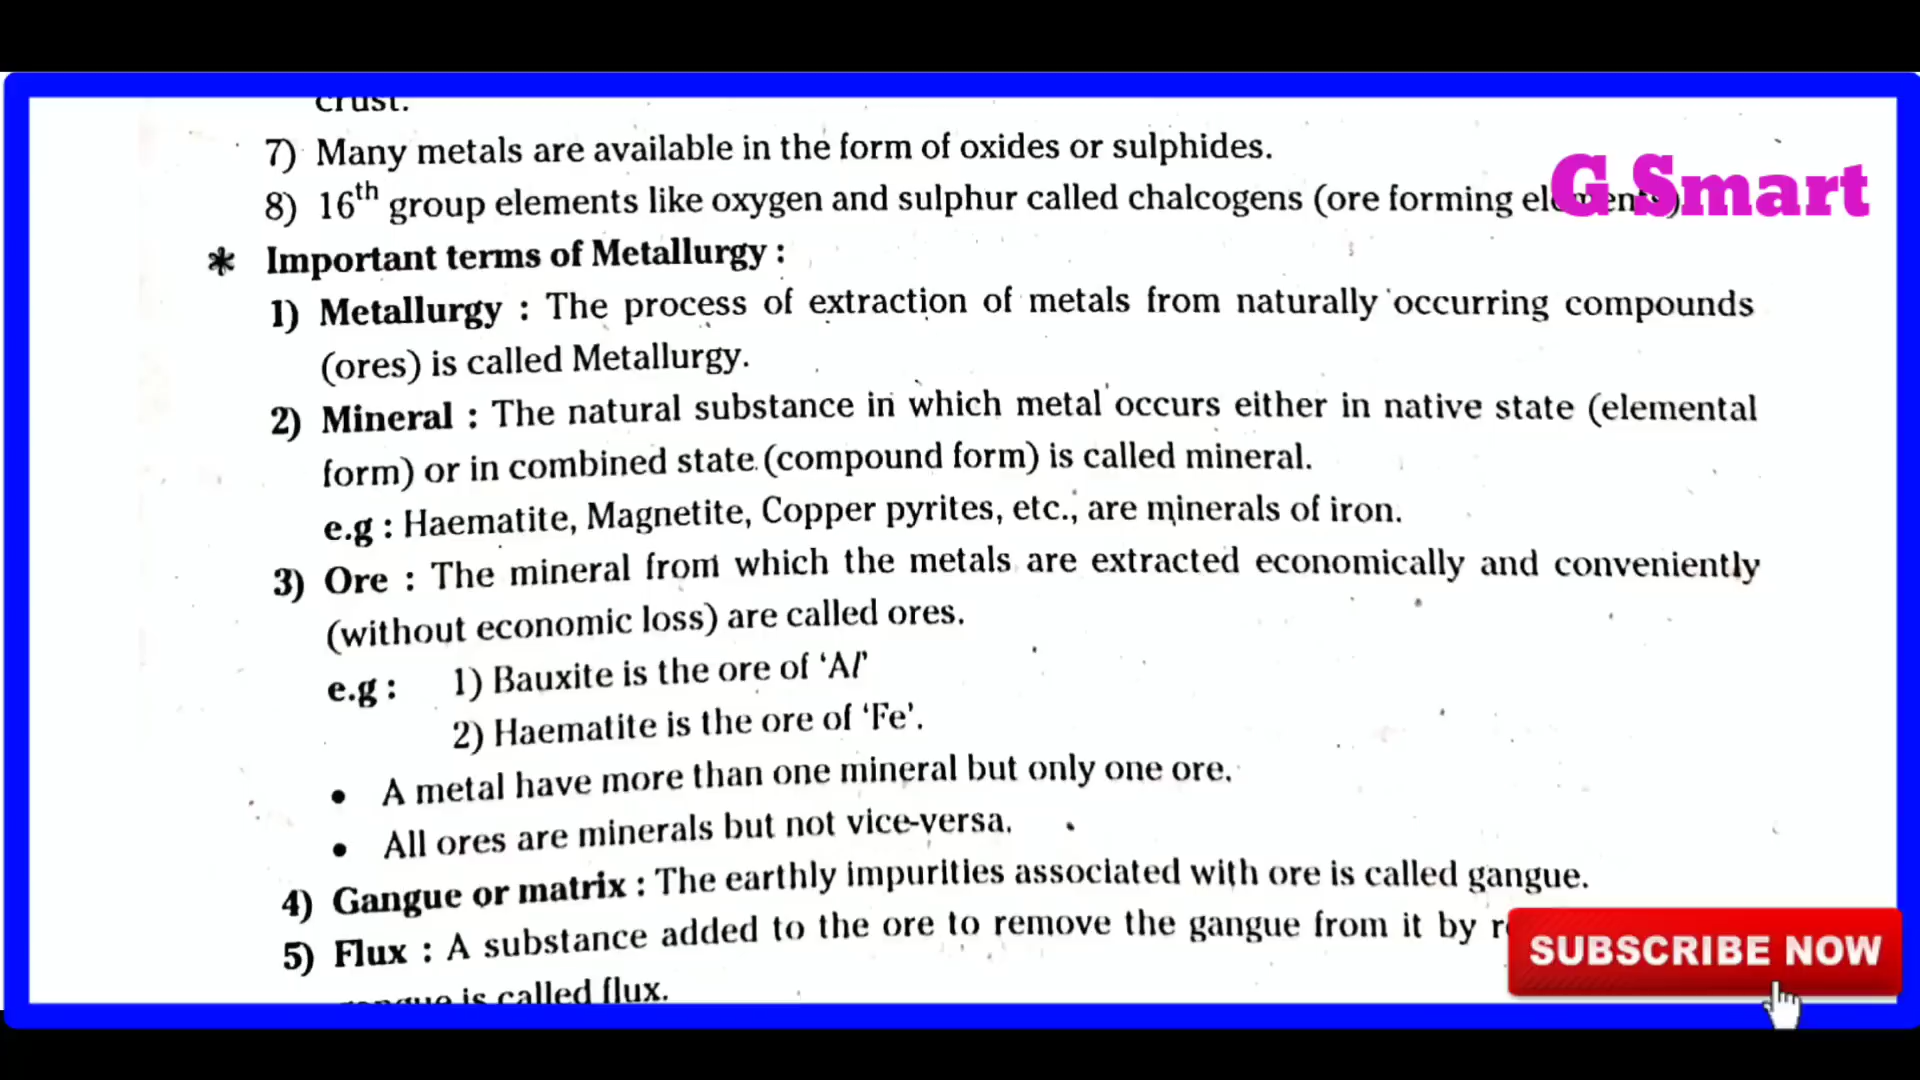 crust.
7) Many metals are available in the form of oxides or sulphides.
8) 16th group elements like oxygen and sulphur called chalcogens (ore forming elements)
G Smart
* Important terms of Metallurgy :
1) Metallurgy : The process of extraction of metals from naturally occurring compounds
(ores) is called Metallurgy.
2) Mineral : The natural substance in which metal occurs either in native state (elemental
form) or in combined state (compound form) is called mineral.
e.g : Haematite, Magnetite, Copper pyrites, etc., are minerals of iron.
3) Ore : The mineral from which the metals are extracted economically and conveniently
(without economic loss) are called ores.
e.g : 1) Bauxite is the ore of ‘Al’
2) Haematite is the ore of ‘Fe’.
• A metal have more than one mineral but only one ore.
• All ores are minerals but not vice-versa.
4) Gangue or matrix : The earthly impurities associated with ore is called gangue.
5) Flux : A substance added to the ore to remove the gangue from it by
SUBSCRIBE NOW
is called flux.